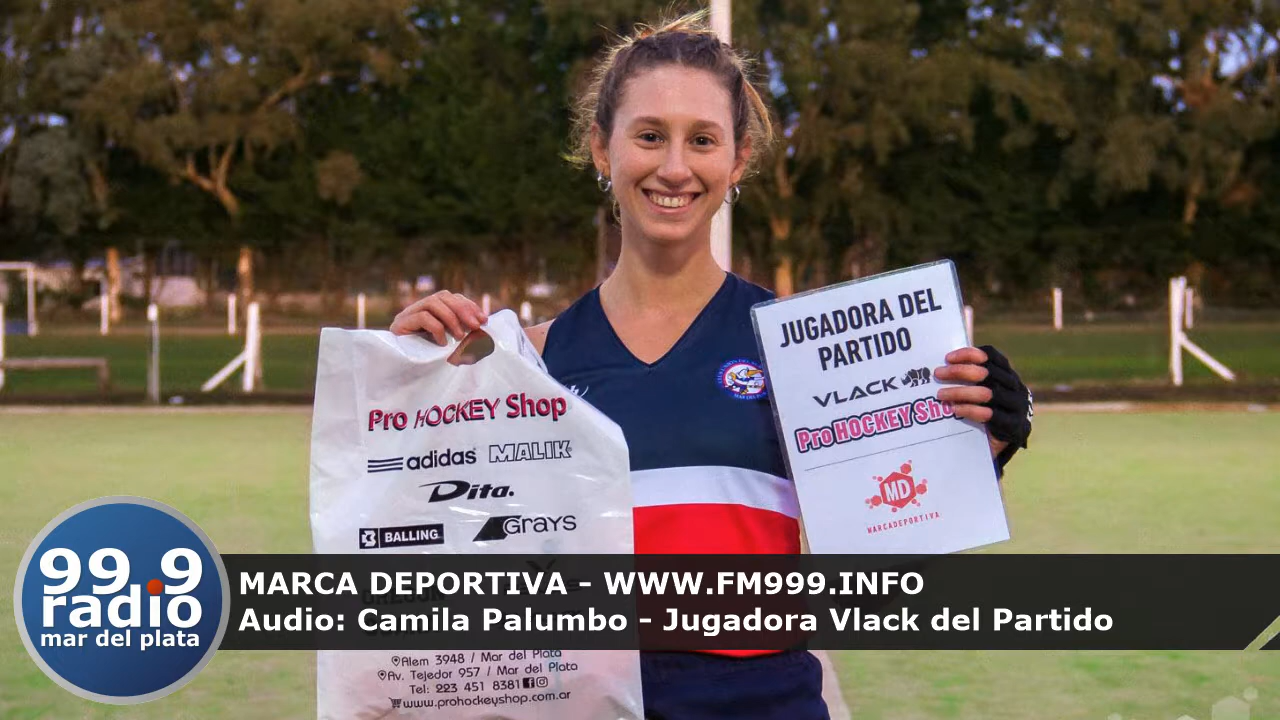 Pro HOCKEY Shop
adidas MALIK
Dita.
BALLING GRAYS
Alem 3948 / Mar del Plata
Av. Tejedor 957 / Mar del Plata
Tel: 223 451 8381
www.prohockeyshop.com.ar
JUGADORA DEL
PARTIDO
VLACK
Pro HOCKEY Shop
MD
MARCADEPORTIVA
99.9
radio
mar del plata
MARCA DEPORTIVA - WWW.FM999.INFO
Audio: Camila Palumbo - Jugadora Vlack del Partido